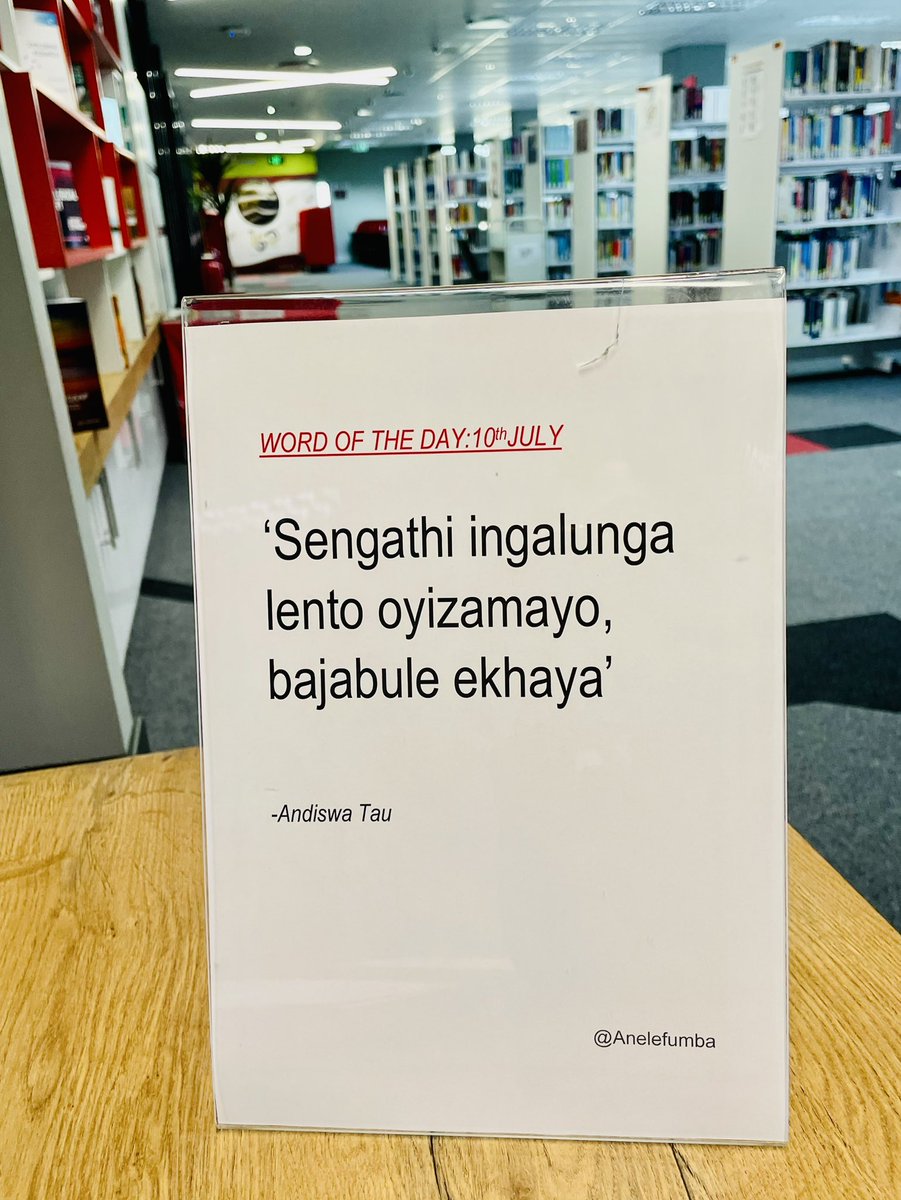 WORD OF THE DAY:10thJULY
‘Sengathi ingalunga
lento oyizamayo,
bajabule ekhaya’
-Andiswa Tau
@Anelefumba